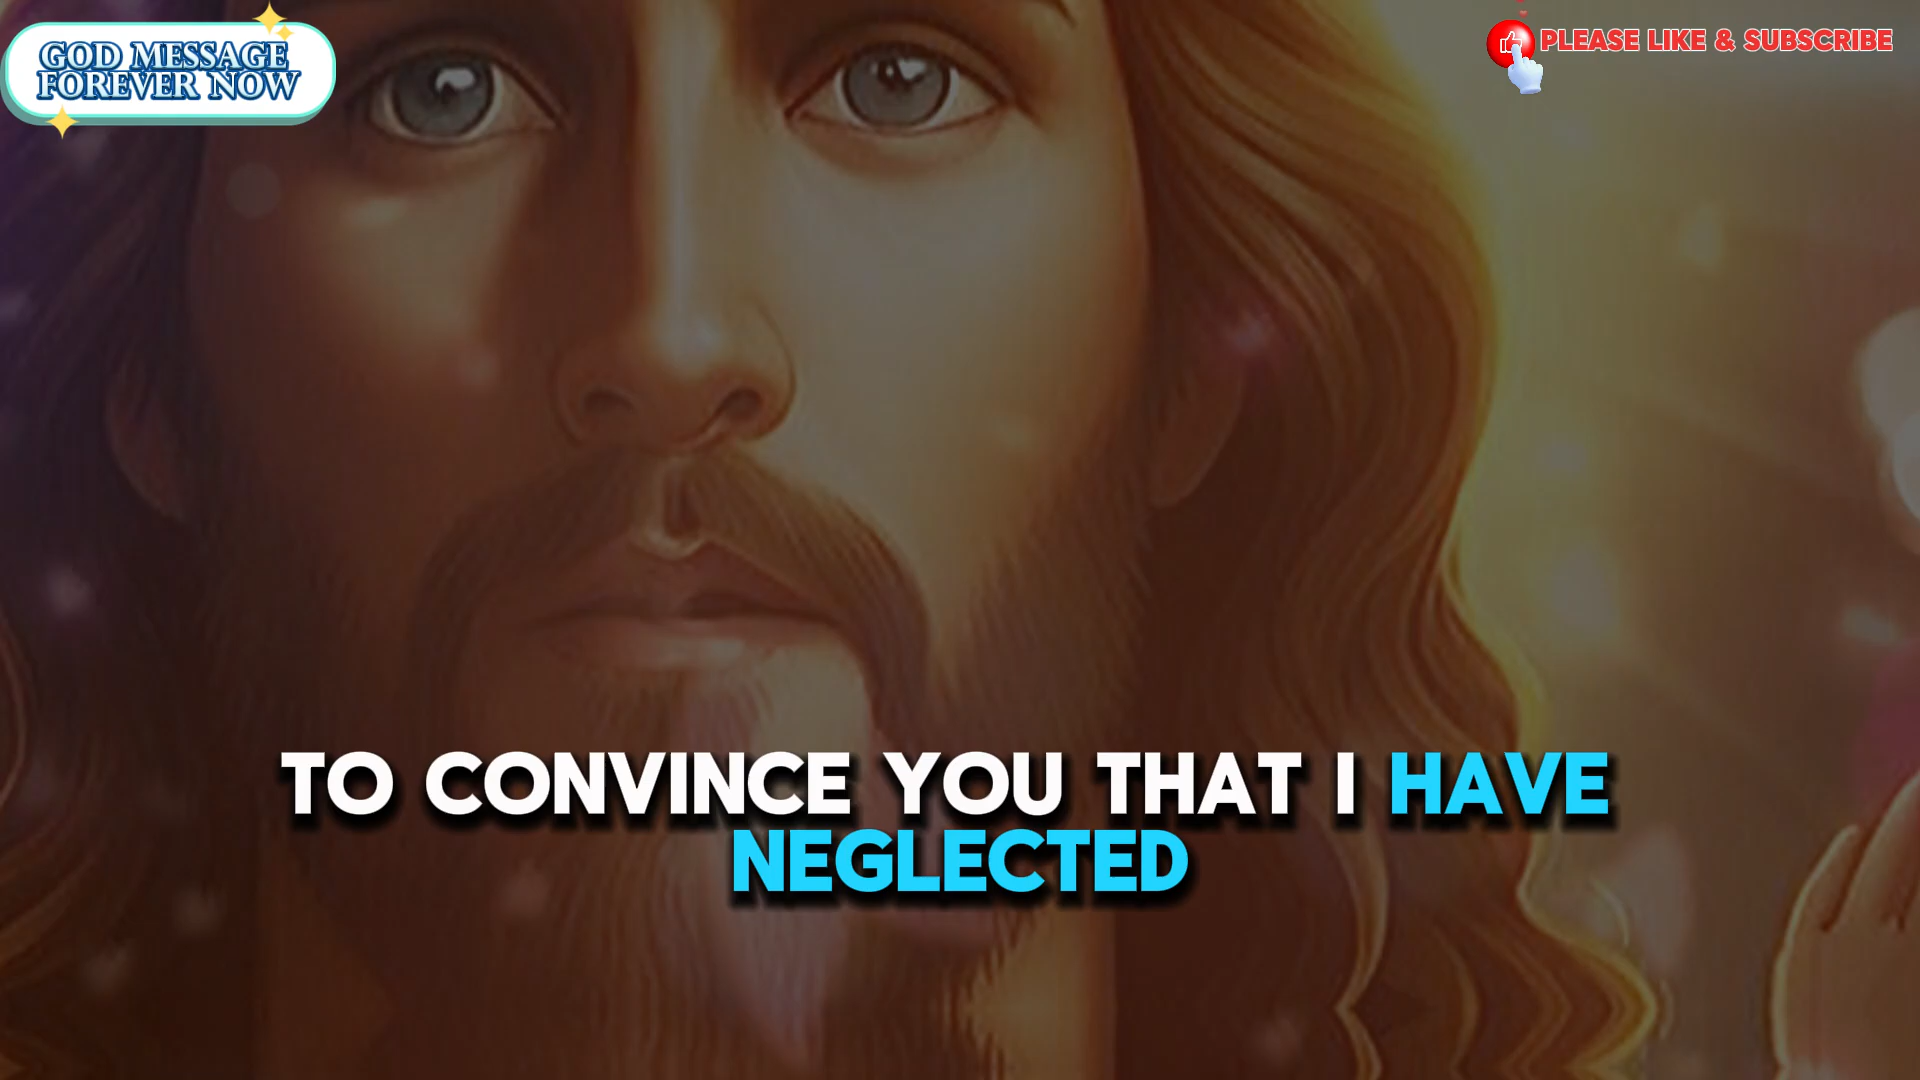 GOD MESSAGE
FOREVER NOW
PLEASE LIKE & SUBSCRIBE
TO CONVINCE YOU THAT I HAVE
NEGLECTED